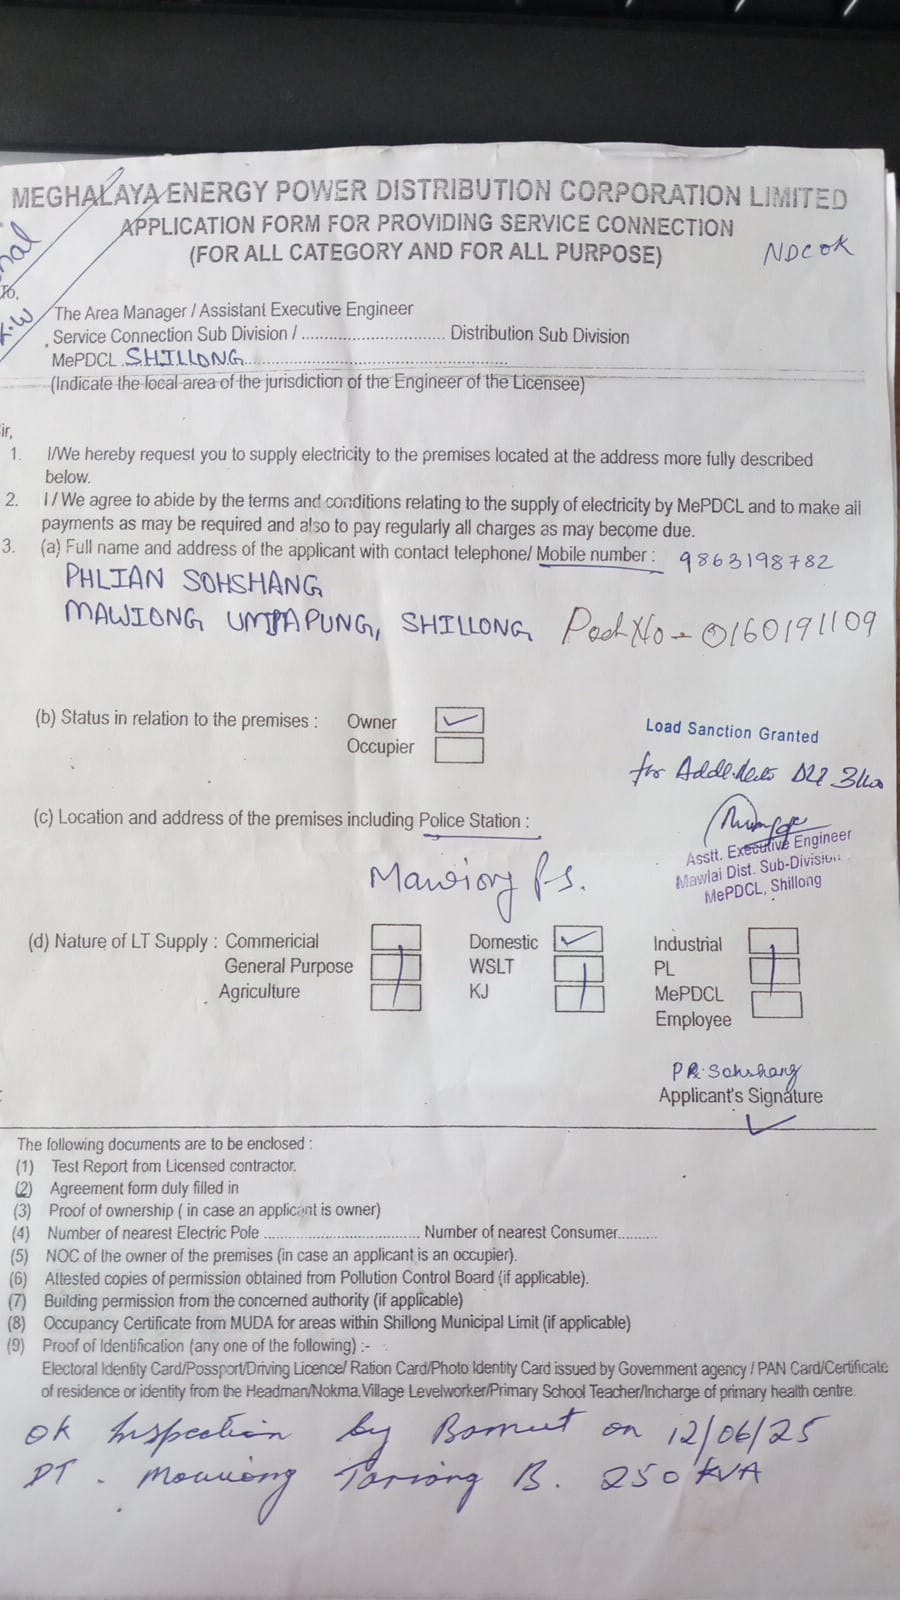 MEGHALAYA ENERGY POWER DISTRIBUTION CORPORATION LIMITED
APPLICATION FORM FOR PROVIDING SERVICE CONNECTION
(FOR ALL CATEGORY AND FOR ALL PURPOSE)
NDC OK
To,
The Area Manager / Assistant Executive Engineer
Service Connection Sub Division / .............................. Distribution Sub Division
MePDCL SHILLONG
(Indicate the local area of the jurisdiction of the Engineer of the Licensee)
ir,
1. I/We hereby request you to supply electricity to the premises located at the address more fully described
below.
2. I / We agree to abide by the terms and conditions relating to the supply of electricity by MePDCL and to make all
payments as may be required and also to pay regularly all charges as may become due.
3. (a) Full name and address of the applicant with contact telephone/ Mobile number : 9863198782
PHLIAN SOHSHANG
MAWIONG UMJAPUNG, SHILLONG No - 0160191109
(b) Status in relation to the premises : Owner
Occupier
Load Sanction Granted
for Addl.
(c) Location and address of the premises including Police Station :
Asstt. Executive Engineer
Mawlai Dist. Sub-Division
MePDCL, Shillong
Mawiong P.S.
(d) Nature of LT Supply : Commericial Domestic Industrial
General Purpose WSLT PL
Agriculture KJ MePDCL
Employee
Sohshang
Applicant's Signature
The following documents are to be enclosed :
(1) Test Report from Licensed contractor.
(2) Agreement form duly filled in
(3) Proof of ownership ( in case an applicant is owner)
(4) Number of nearest Electric Pole .................................. Number of nearest Consumer..........
(5) NOC of the owner of the premises (in case an applicant is an occupier).
(6) Attested copies of permission obtained from Pollution Control Board (if applicable).
(7) Building permission from the concerned authority (if applicable)
(8) Occupancy Certificate from MUDA for areas within Shillong Municipal Limit (if applicable)
(9) Proof of Identification (any one of the following) :-
Electoral Identity Card/Possport/Driving Licence/ Ration Card/Photo Identity Card issued by Government agency / PAN Card/Certificate
of residence or identity from the Headman/Nokma.Village Levelworker/Primary School Teacher/Incharge of primary health centre.
OK Inspection by on 12/06/25
DT . Mawiong B. 250 KVA